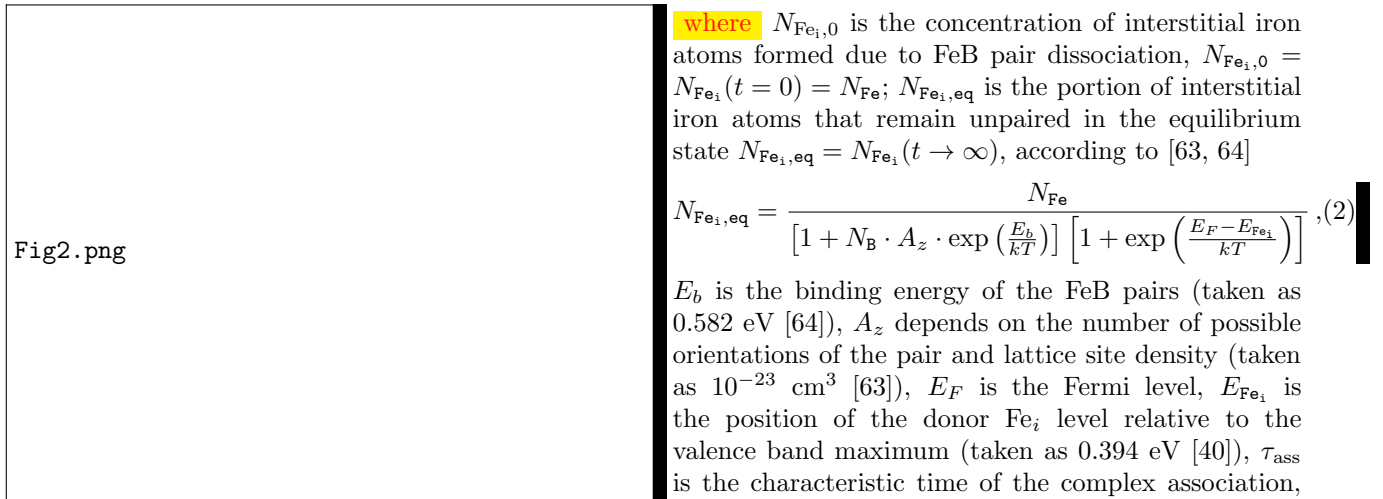 Fig2.png
where N_{Fe_i,0} is the concentration of interstitial iron
atoms formed due to FeB pair dissociation, N_{Fe_i,0} =
N_{Fe_i}(t = 0) = N_{Fe}; N_{Fe_i,eq} is the portion of interstitial
iron atoms that remain unpaired in the equilibrium
state N_{Fe_i,eq} = N_{Fe_i}(t → ∞), according to [63, 64]
N_{Fe_i,eq} = \frac{N_{Fe}}{[1 + N_B · A_z · exp(\frac{E_b}{kT})] [1 + exp(\frac{E_F − E_{Fe_i}}{kT})]} ,(2)
E_b is the binding energy of the FeB pairs (taken as
0.582 eV [64]), A_z depends on the number of possible
orientations of the pair and lattice site density (taken
as 10^{−23} cm^3 [63]), E_F is the Fermi level, E_{Fe_i} is
the position of the donor Fe_i level relative to the
valence band maximum (taken as 0.394 eV [40]), τ_{ass}
is the characteristic time of the complex association,